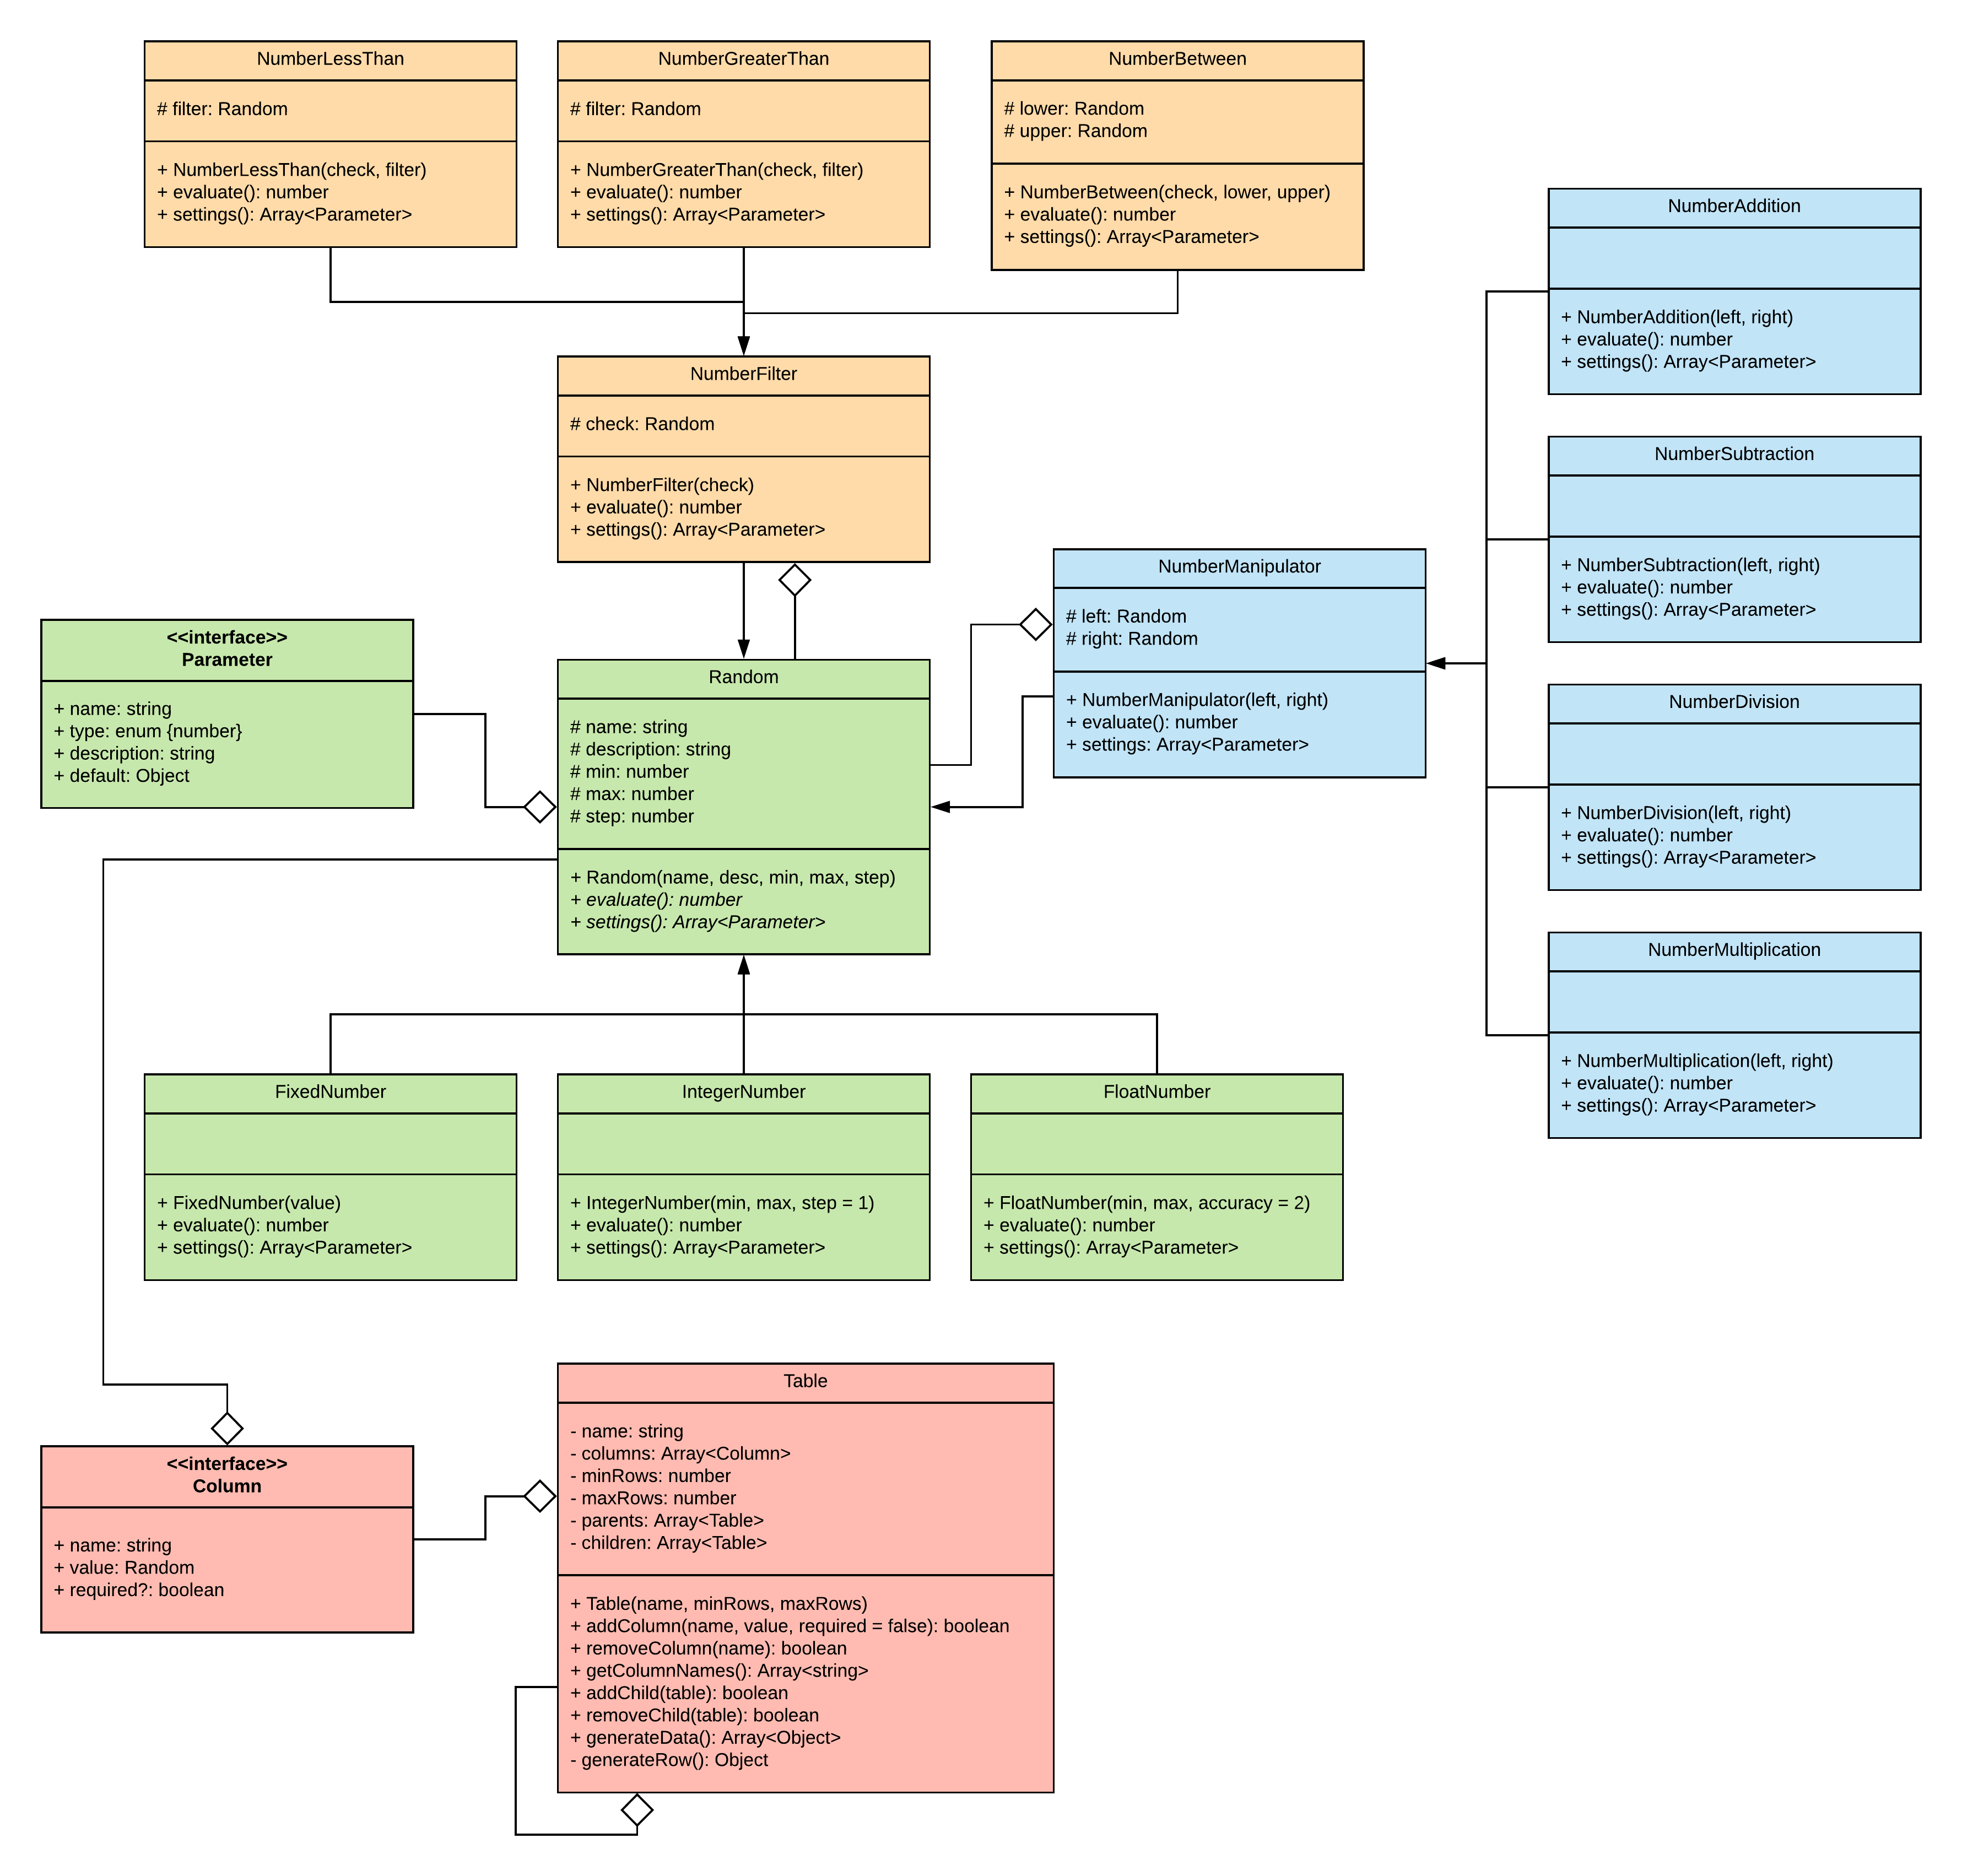 NumberLessThan
# filter: Random
+ NumberLessThan(check, filter)
+ evaluate(): number
+ settings(): Array<Parameter>
NumberGreaterThan
# filter: Random
+ NumberGreaterThan(check, filter)
+ evaluate(): number
+ settings(): Array<Parameter>
NumberBetween
# lower: Random
# upper: Random
+ NumberBetween(check, lower, upper)
+ evaluate(): number
+ settings(): Array<Parameter>
NumberAddition
+ NumberAddition(left, right)
+ evaluate(): number
+ settings(): Array<Parameter>
NumberFilter
# check: Random
+ NumberFilter(check)
+ evaluate(): number
+ settings(): Array<Parameter>
NumberSubtraction
+ NumberSubtraction(left, right)
+ evaluate(): number
+ settings(): Array<Parameter>
NumberManipulator
# left: Random
# right: Random
+ NumberManipulator(left, right)
+ evaluate(): number
+ settings: Array<Parameter>
<<interface>>
Parameter
+ name: string
+ type: enum {number}
+ description: string
+ default: Object
Random
# name: string
# description: string
# min: number
# max: number
# step: number
+ Random(name, desc, min, max, step)
+ evaluate(): number
+ settings(): Array<Parameter>
NumberDivision
+ NumberDivision(left, right)
+ evaluate(): number
+ settings(): Array<Parameter>
NumberMultiplication
+ NumberMultiplication(left, right)
+ evaluate(): number
+ settings(): Array<Parameter>
FixedNumber
+ FixedNumber(value)
+ evaluate(): number
+ settings(): Array<Parameter>
IntegerNumber
+ IntegerNumber(min, max, step = 1)
+ evaluate(): number
+ settings(): Array<Parameter>
FloatNumber
+ FloatNumber(min, max, accuracy = 2)
+ evaluate(): number
+ settings(): Array<Parameter>
<<interface>>
Column
+ name: string
+ value: Random
+ required?: boolean
Table
- name: string
- columns: Array<Column>
- minRows: number
- maxRows: number
- parents: Array<Table>
- children: Array<Table>
+ Table(name, minRows, maxRows)
+ addColumn(name, value, required = false): boolean
+ removeColumn(name): boolean
+ getColumnNames(): Array<string>
+ addChild(table): boolean
+ removeChild(table): boolean
+ generateData(): Array<Object>
- generateRow(): Object